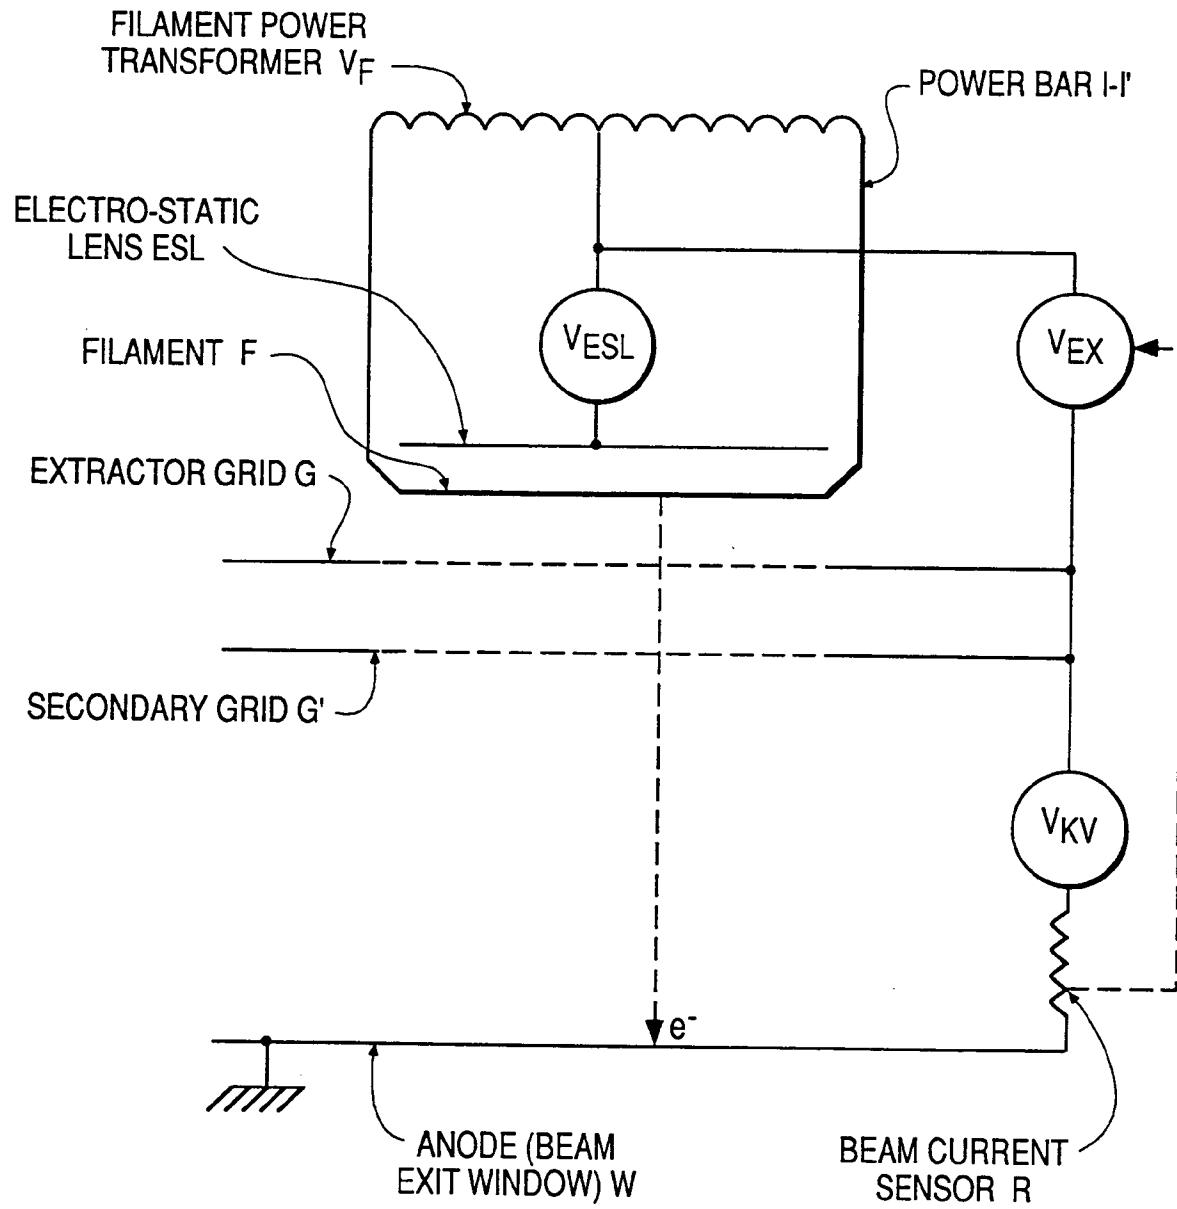 FILAMENT POWER
TRANSFORMER VF
POWER BAR I-I'
ELECTRO-STATIC
LENS ESL
VESL
VEX
FILAMENT F
EXTRACTOR GRID G
SECONDARY GRID G'
VKV
e-
ANODE (BEAM
EXIT WINDOW) W
BEAM CURRENT
SENSOR R